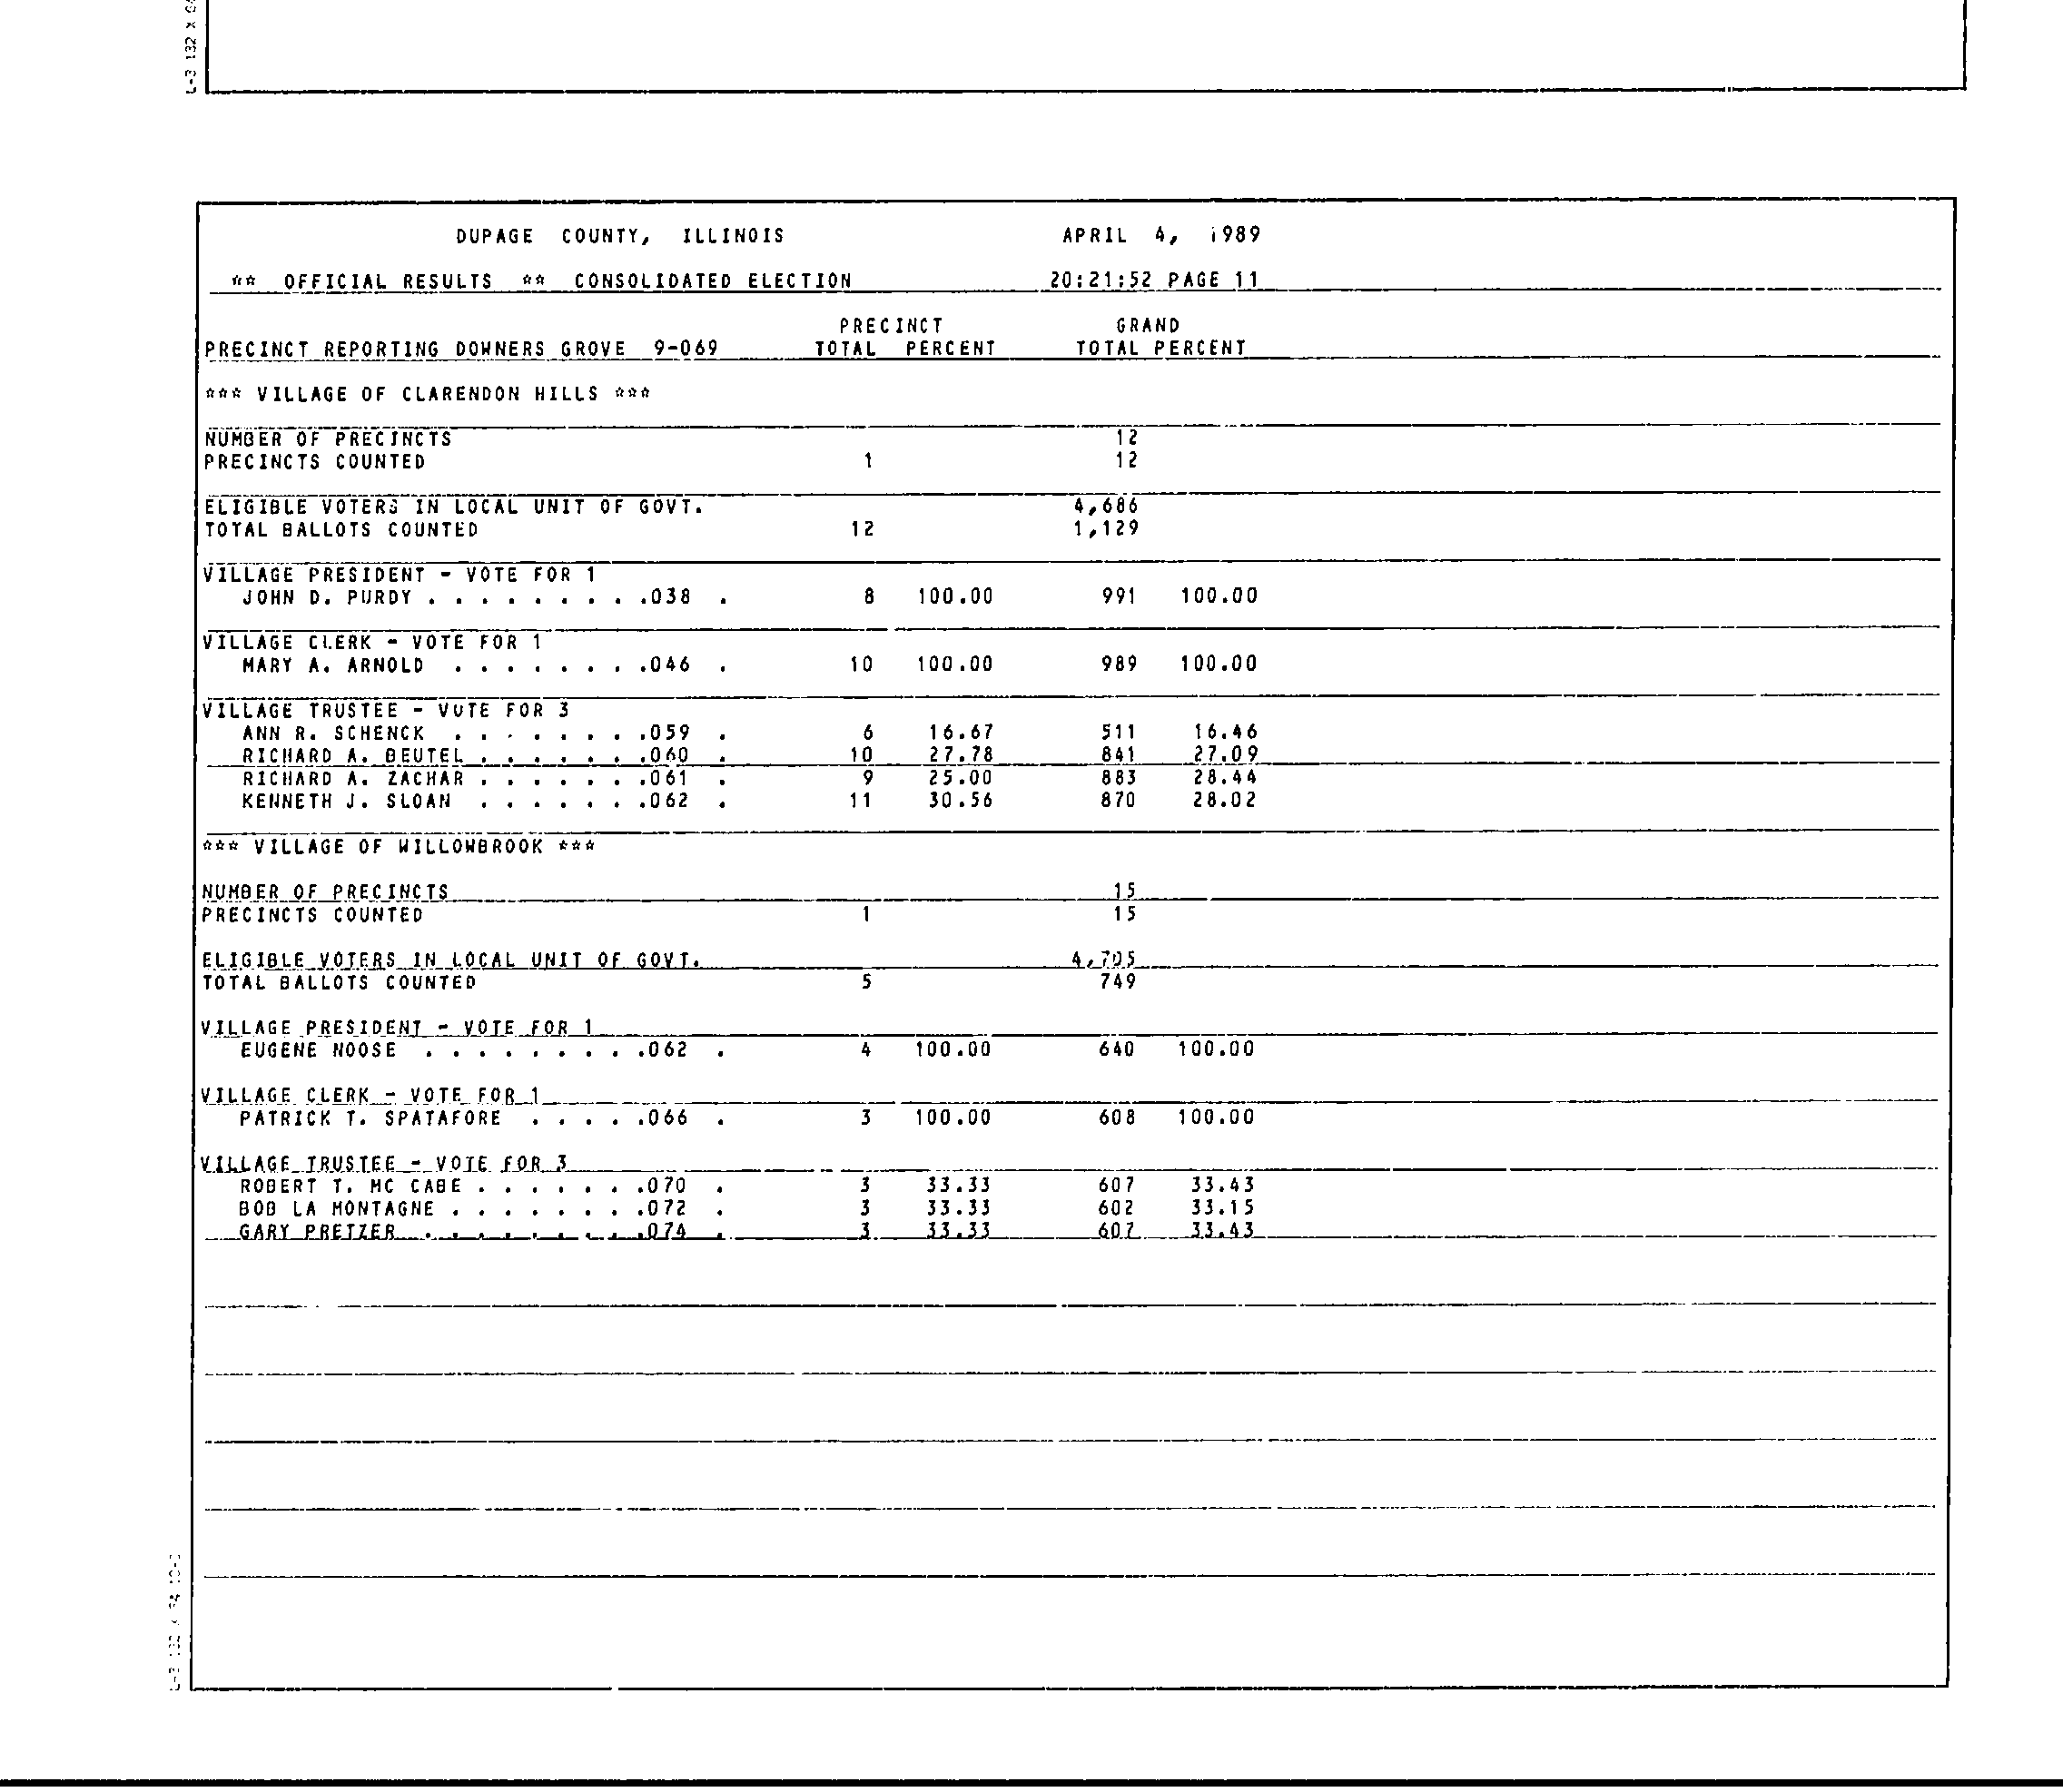 L-3 132 X
DUPAGE COUNTY, ILLINOIS APRIL 4, 1989
** OFFICIAL RESULTS ** CONSOLIDATED ELECTION 20:21:52 PAGE 11
PRECINCT GRAND
PRECINCT REPORTING DOWNERS GROVE 9-069 TOTAL PERCENT TOTAL PERCENT
*** VILLAGE OF CLARENDON HILLS ***
NUMBER OF PRECINCTS 12
PRECINCTS COUNTED 1 12
ELIGIBLE VOTERS IN LOCAL UNIT OF GOVT. 4,686
TOTAL BALLOTS COUNTED 12 1,129
VILLAGE PRESIDENT - VOTE FOR 1
JOHN D. PURDY . . . . . . . . .038 . 8 100.00 991 100.00
VILLAGE CLERK - VOTE FOR 1
MARY A. ARNOLD . . . . . . . .046 . 10 100.00 989 100.00
VILLAGE TRUSTEE - VOTE FOR 3
ANN R. SCHENCK . . . . . . . .059 . 6 16.67 511 16.46
RICHARD A. BEUTEL . . . . . . .060 . 10 27.78 841 27.09
RICHARD A. ZACHAR . . . . . . .061 . 9 25.00 883 28.44
KENNETH J. SLOAN . . . . . . .062 . 11 30.56 870 28.02
*** VILLAGE OF WILLOWBROOK ***
NUMBER OF PRECINCTS 15
PRECINCTS COUNTED 1 15
ELIGIBLE VOTERS IN LOCAL UNIT OF GOVT. 4,705
TOTAL BALLOTS COUNTED 5 749
VILLAGE PRESIDENT - VOTE FOR 1
EUGENE NOOSE . . . . . . . . .062 . 4 100.00 640 100.00
VILLAGE CLERK - VOTE FOR 1
PATRICK T. SPATAFORE . . . . .066 . 3 100.00 608 100.00
VILLAGE TRUSTEE - VOTE FOR 3
ROBERT T. MC CABE . . . . . . .070 . 3 33.33 607 33.43
BOB LA MONTAGNE . . . . . . . .072 . 3 33.33 602 33.15
GARY PRETZER . . . . . . . . .074 . 3 33.33 607 33.43